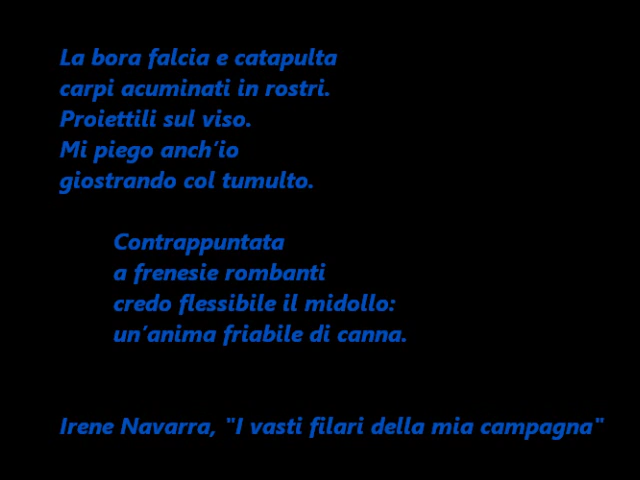 La bora falcia e catapulta
carpi acuminati in rostri.
Proiettili sul viso.
Mi piego anch’io
giostrando col tumulto.
Contrappuntata
a frenesie rombanti
credo flessibile il midollo:
un’anima friabile di canna.
Irene Navarra, "I vasti filari della mia campagna"